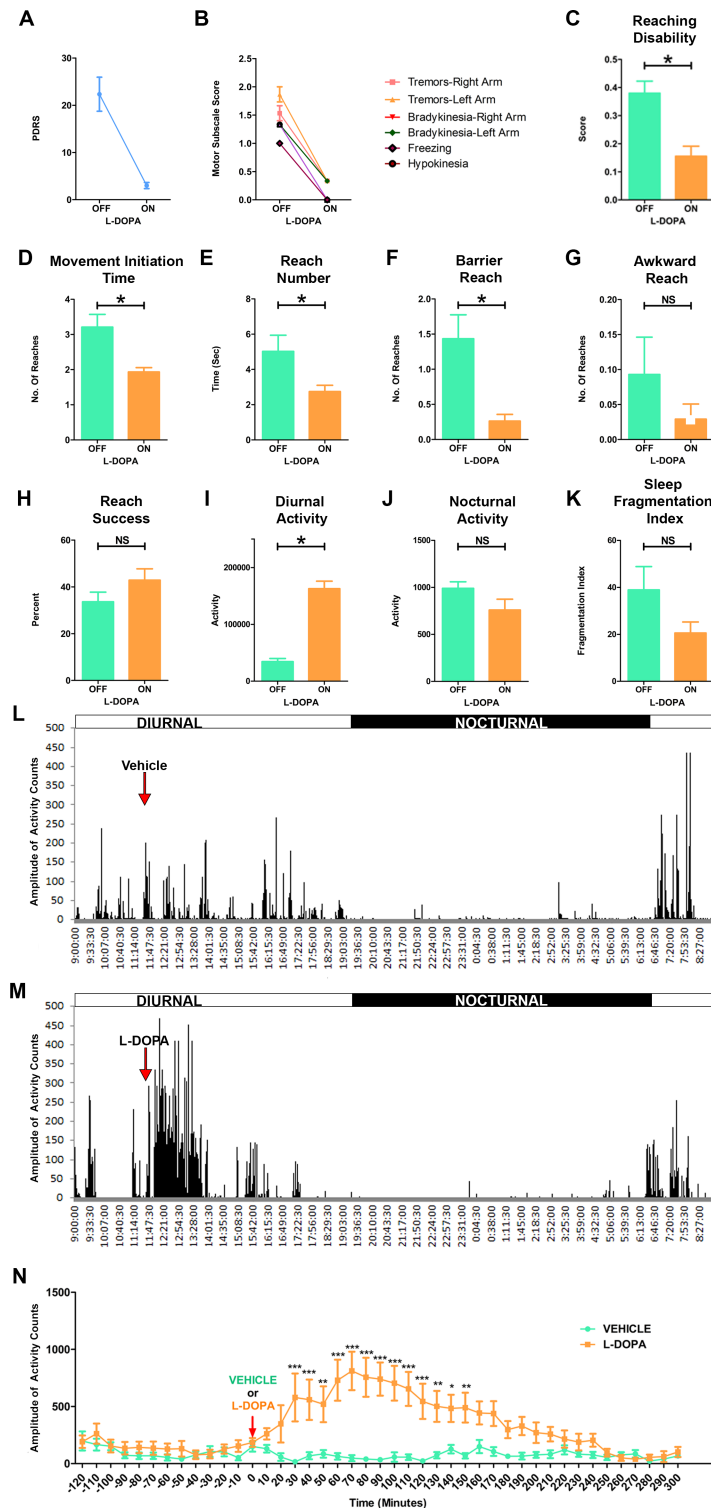 A
30
20
10
0
PDRS
OFF ON
L-DOPA
B
2.5
2.0
1.5
1.0
0.5
0.0
Motor Subscale Score
OFF ON
L-DOPA
Tremors-Right Arm
Tremors-Left Arm
Bradykinesia-Right Arm
Bradykinesia-Left Arm
Freezing
Hypokinesia
C
Reaching
Disability
*
0.5
0.4
0.3
0.2
0.1
0.0
Score
OFF ON
L-DOPA
D
Movement Initiation
Time
*
4
3
2
1
0
No. Of Reaches
OFF ON
L-DOPA
E
Reach
Number
*
8
6
4
2
0
Time (Sec)
OFF ON
L-DOPA
F
Barrier
Reach
*
2.0
1.5
1.0
0.5
0.0
No. Of Reaches
OFF ON
L-DOPA
G
Awkward
Reach
NS
0.20
0.15
0.10
0.05
0.00
No. Of Reaches
OFF ON
L-DOPA
H
Reach
Success
NS
60
40
20
0
Percent
OFF ON
L-DOPA
I
Diurnal
Activity
*
200000
100000
0
Activity
OFF ON
L-DOPA
J
Nocturnal
Activity
NS
1500
1000
500
0
Activity
OFF ON
L-DOPA
K
Sleep
Fragmentation
Index
NS
60
40
20
0
Fragmentation Index
OFF ON
L-DOPA
L
DIURNAL NOCTURNAL
Vehicle
500
450
400
350
300
250
200
150
100
50
0
Amplitude of Activity Counts
9:00:00 9:33:30 10:07:00 10:40:30 11:14:00 11:47:30 12:21:00 12:54:30 13:28:00 14:01:30 14:35:00 15:08:30 15:42:00 16:15:30 16:49:00 17:22:30 17:56:00 18:29:30 19:03:00 19:36:30 20:10:00 20:43:30 21:17:00 21:50:30 22:24:00 22:57:30 23:31:00 0:04:30 0:38:00 1:11:30 1:45:00 2:18:30 2:52:00 3:25:30 3:59:00 4:32:30 5:06:00 5:39:30 6:13:00 6:46:30 7:20:00 7:53:30 8:27:00
M
DIURNAL NOCTURNAL
L-DOPA
500
450
400
350
300
250
200
150
100
50
0
Amplitude of Activity Counts
9:00:00 9:33:30 10:07:00 10:40:30 11:14:00 11:47:30 12:21:00 12:54:30 13:28:00 14:01:30 14:35:00 15:08:30 15:42:00 16:15:30 16:49:00 17:22:30 17:56:00 18:29:30 19:03:00 19:36:30 20:10:00 20:43:30 21:17:00 21:50:30 22:24:00 22:57:30 23:31:00 0:04:30 0:38:00 1:11:30 1:45:00 2:18:30 2:52:00 3:25:30 3:59:00 4:32:30 5:06:00 5:39:30 6:13:00 6:46:30 7:20:00 7:53:30 8:27:00
N
1500
1000
500
0
Amplitude of Activity Counts
VEHICLE
or
L-DOPA
*** *** ** *** *** *** *** *** *** *** ** * **
VEHICLE
L-DOPA
-120 -110 -100 -90 -80 -70 -60 -50 -40 -30 -20 -10 0 10 20 30 40 50 60 70 80 90 100 110 120 130 140 150 160 170 180 190 200 210 220 230 240 250 260 270 280 290 300
Time (Minutes)